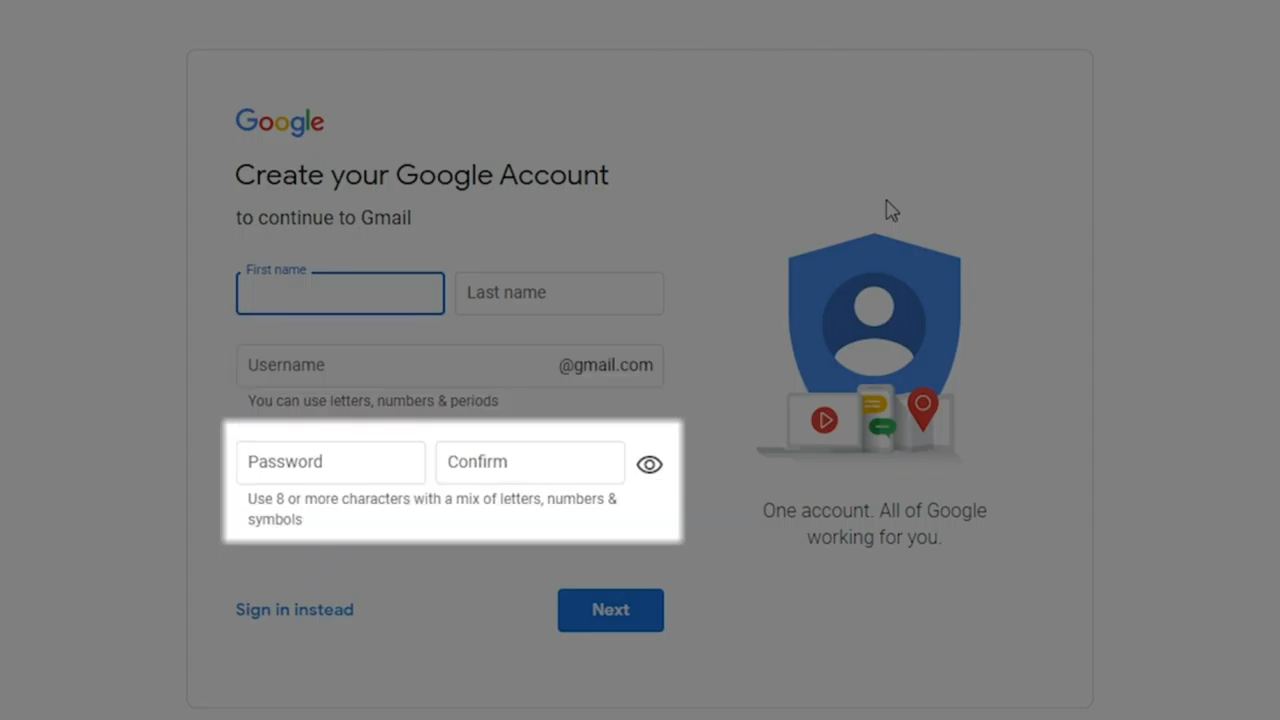 Google
Create your Google Account
to continue to Gmail
First name
Last name
Username @gmail.com
You can use letters, numbers & periods
Password Confirm
Use 8 or more characters with a mix of letters, numbers &
symbols
Sign in instead
Next
One account. All of Google
working for you.